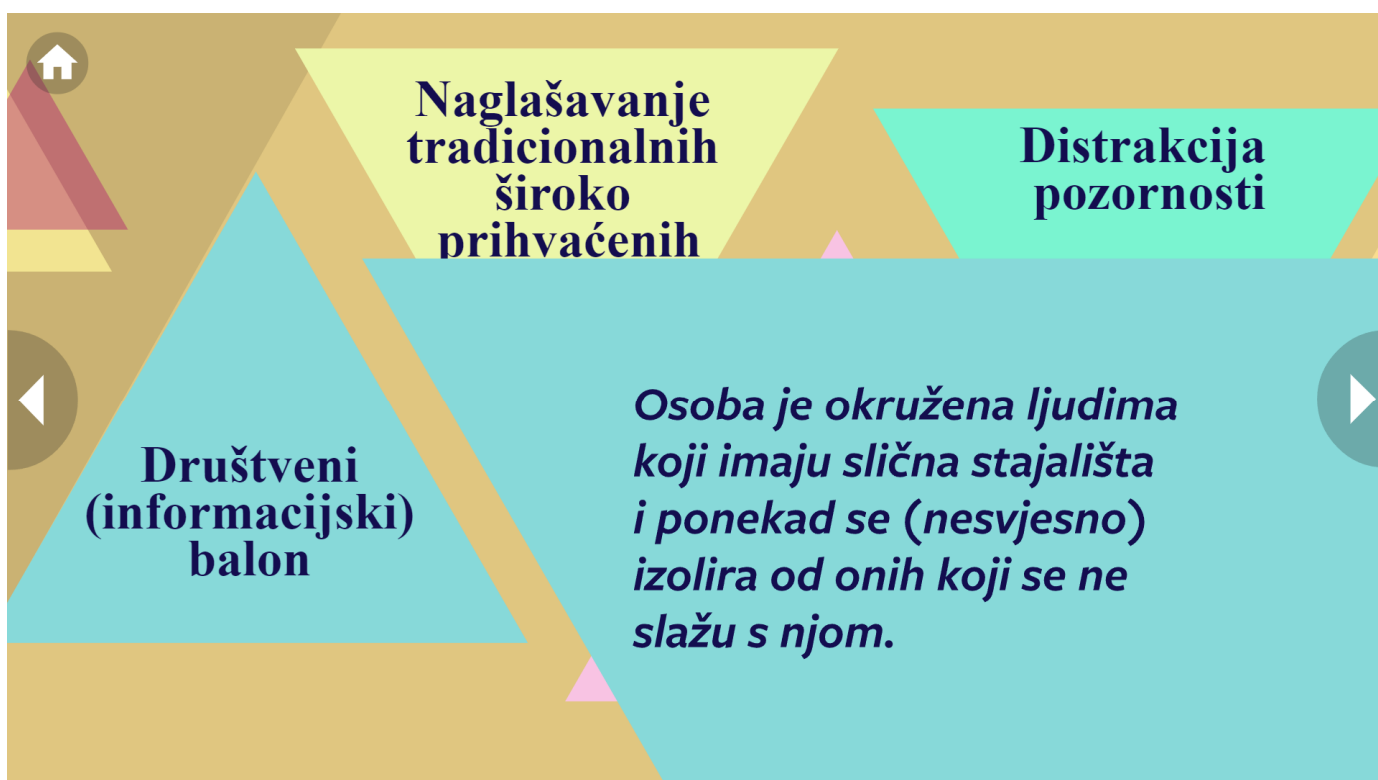 Naglašavanje
tradicionalnih
široko
prihvaćenih
Distrakcija
pozornosti
Društveni
(informacijski)
balon
Osoba je okružena ljudima
koji imaju slična stajališta
i ponekad se (nesvjesno)
izolira od onih koji se ne
slažu s njom.